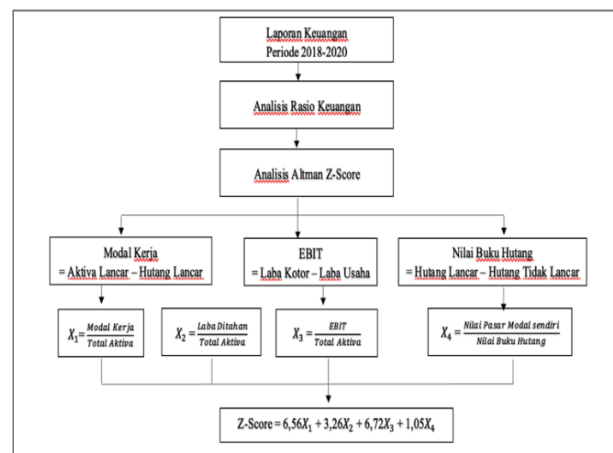 Laporan Keuangan
Periode 2018-2020
Analisis Rasio Keuangan
Analisis Altman Z-Score
Modal Kerja
= Aktiva Lancar – Hutang Lancar
EBIT
= Laba Kotor – Laba Usaha
Nilai Buku Hutang
= Hutang Lancar – Hutang Tidak Lancar
X₁=Modal Kerja/Total Aktiva
X₂ = Laba Ditahan/Total Aktiva
X₃ = EBIT/Total Aktiva
X₄ = Nilai Pasar Modal sendiri/Nilai Buku Hutang
Z-Score = 6,56X₁ + 3,26X₂ + 6,72X₃ + 1,05X₄